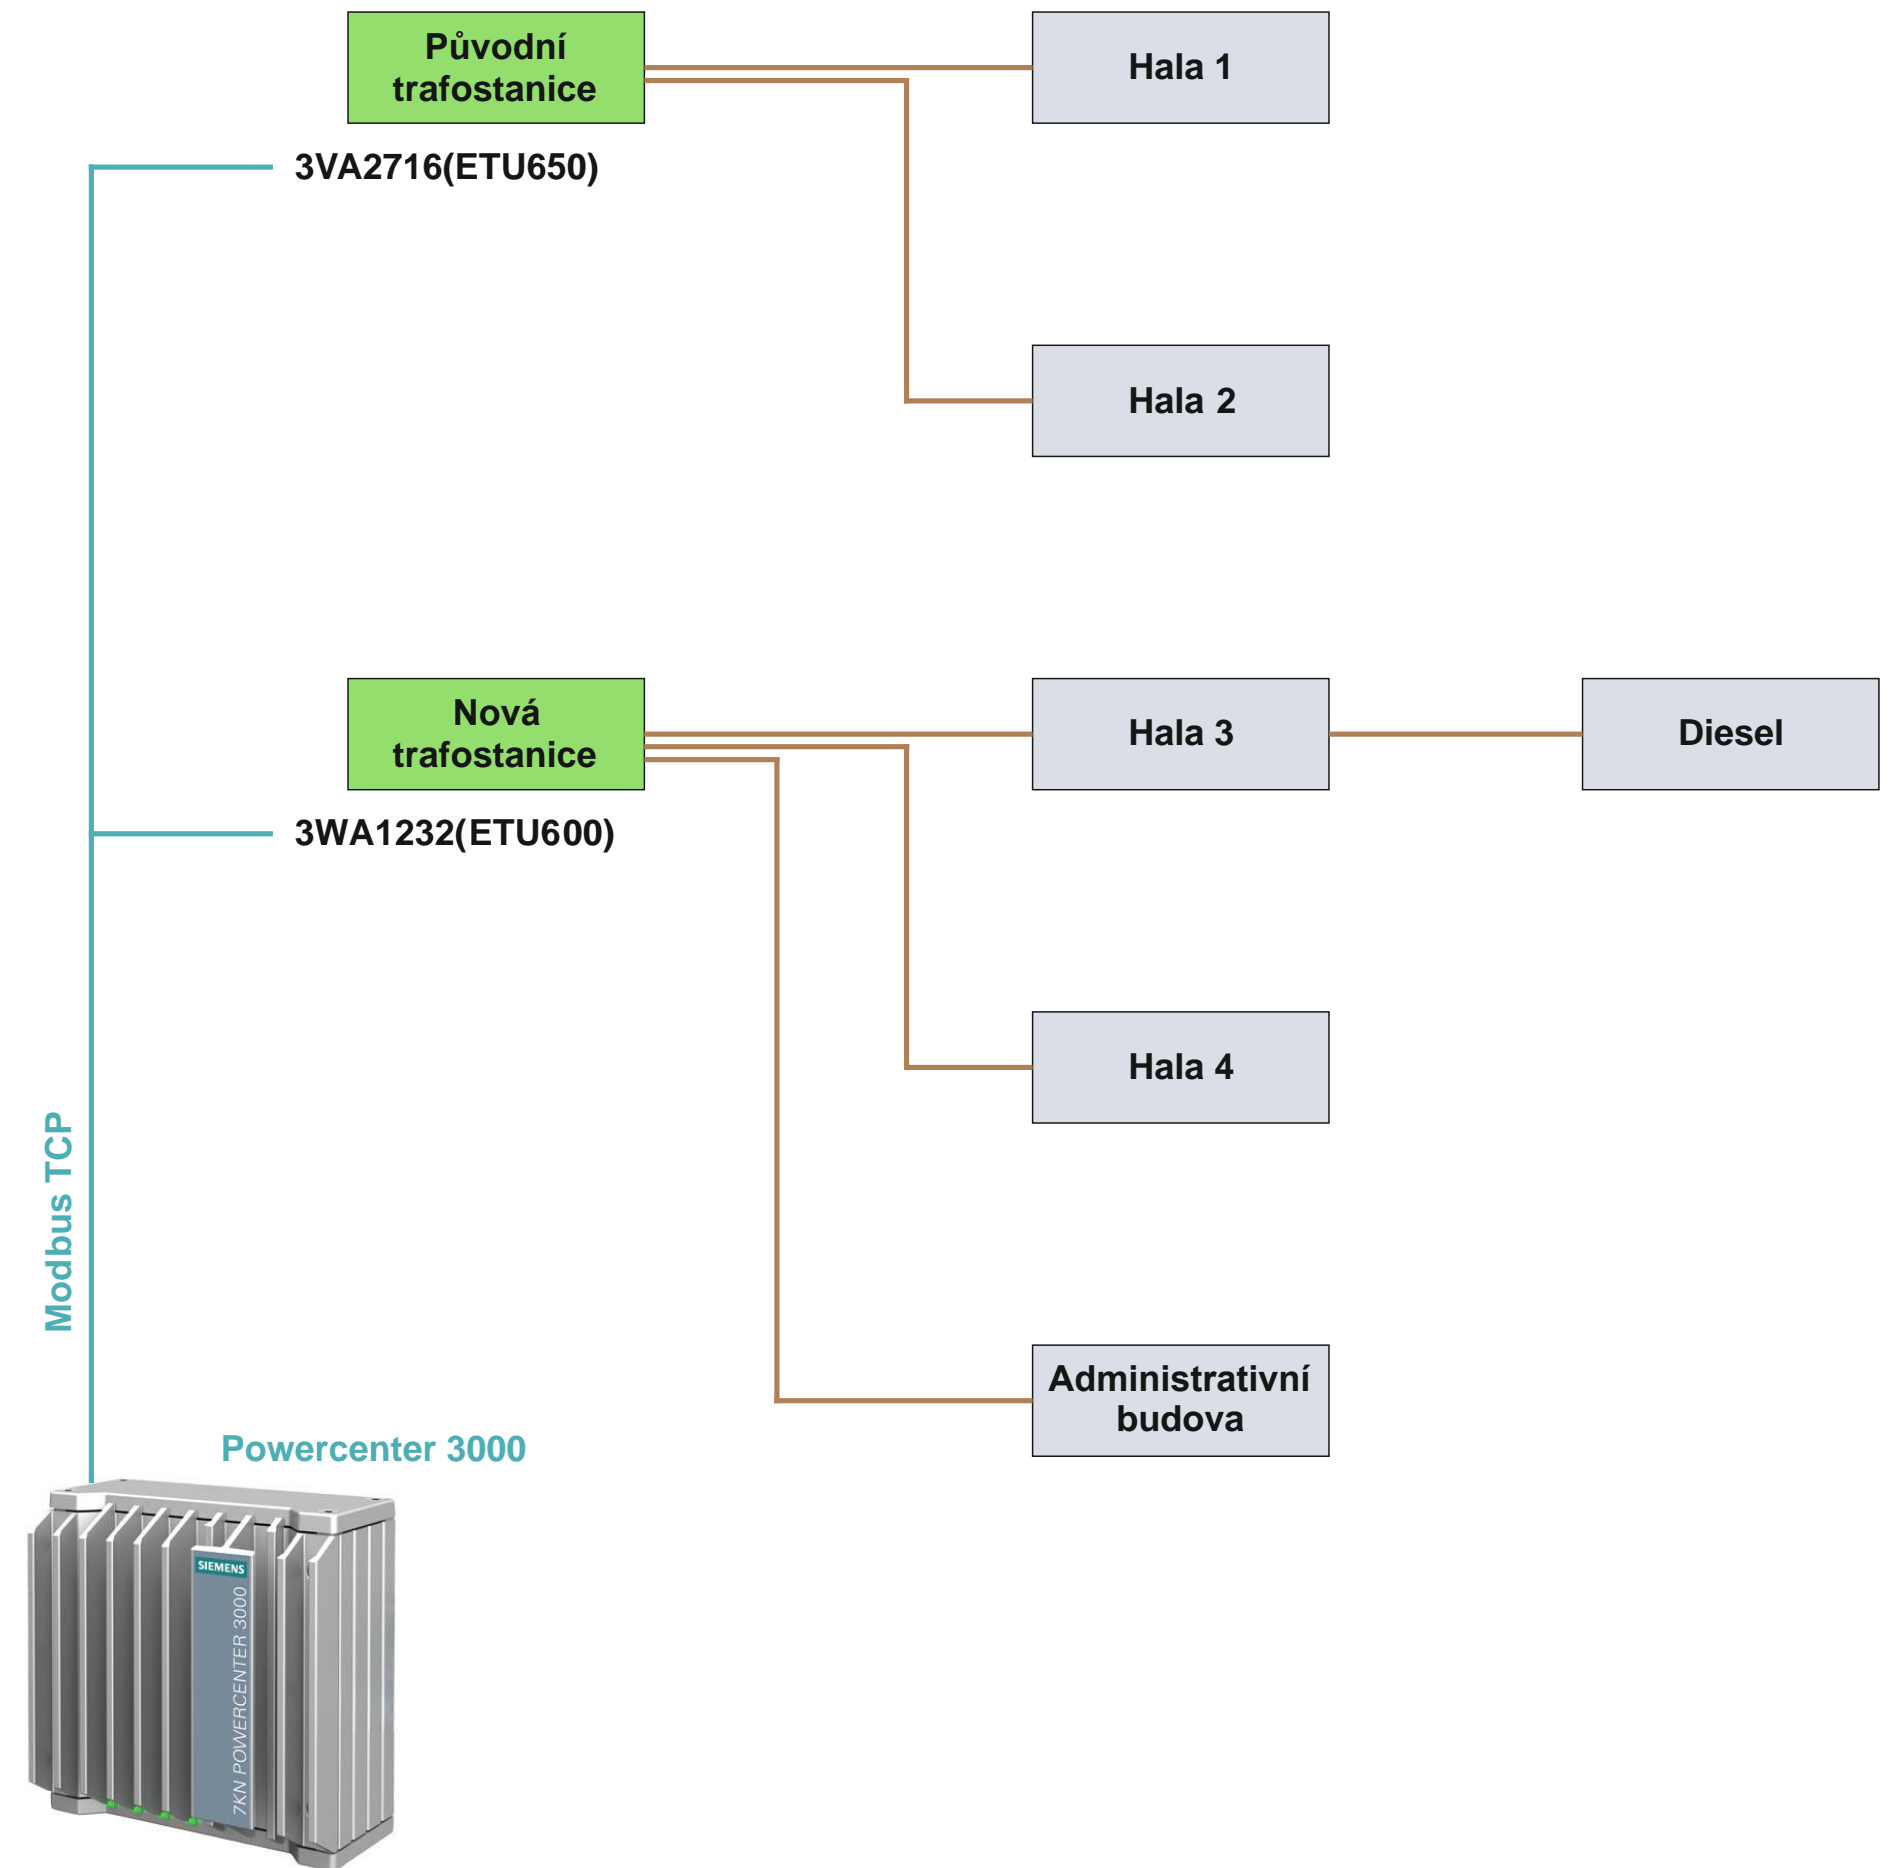 Původní
trafostanice
Hala 1
3VA2716(ETU650)
Hala 2
Nová
trafostanice
Hala 3
Diesel
3WA1232(ETU600)
Hala 4
Modbus TCP
Administrativní
budova
Powercenter 3000
SIEMENS
7KN POWERCENTER 3000